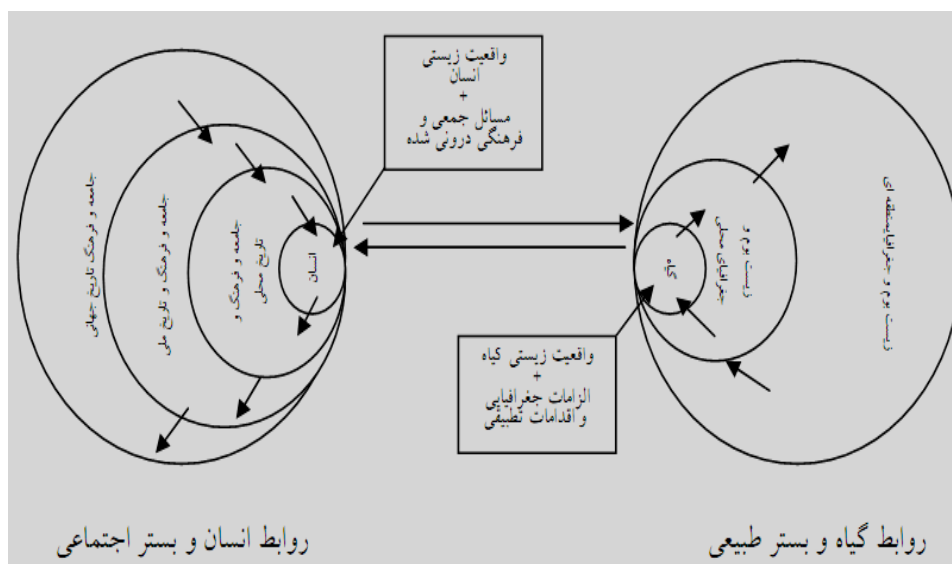 واقعیت زیستی
انسان
+
مسائل جمعی و
فرهنگی درونی شده
زیست بوم و جغرافیایمنطقه ای
زیست بوم و
جغرافیای محلی
گیاه
انسان
جامعه و فرهنگ و
تاریخ محلی
جامعه و فرهنگ و تاریخ ملی
جامعه و فرهنگ تاریخ جهانی
واقعیت زیستی گیاه
+
الزامات جغرافیایی
و اقدامات تطبیقی
روابط گیاه و بستر طبیعی
روابط انسان و بستر اجتماعی